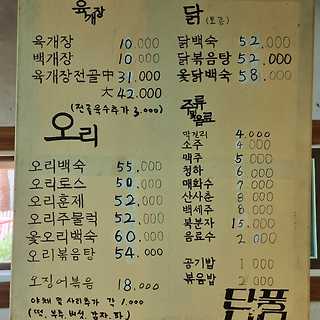 육개장
육개장 10.000
백개장 10.000
육개장전골 中 31.000
大 42.000
(전골육수추가 3.000)
오리
오리백숙 55.000
오리로스 50.000
오리훈제 52.000
오리주물럭 52.000
옻오리백숙 60.000
오리볶음탕 54.000
오징어볶음 18.000
야채 및 사리추가 각 1.000
(떡, 부추, 버섯, 감자, 파)
닭 (토종)
닭백숙 52.000
닭볶음탕 52.000
옻닭백숙 58.000
주류 및 음료
막걸리 4.000
소주 4.000
맥주 5.000
청하 6.000
매화수 7.000
산사춘 8.000
백세주 8.000
복분자 15.000
음료수 2.000
공기밥 1.000
볶음밥 2.000
단풍